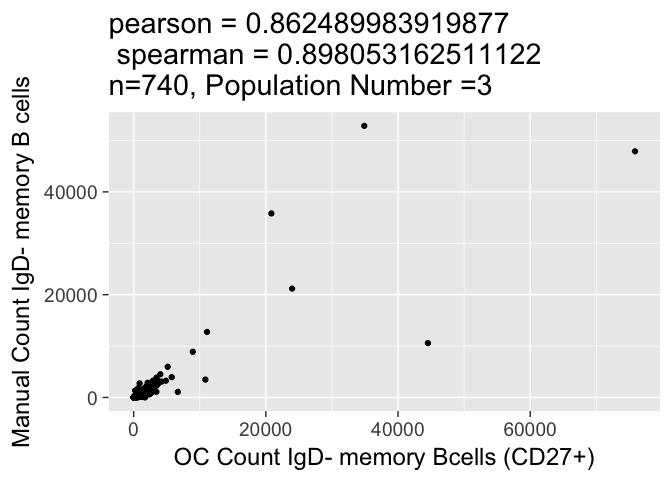 pearson = 0.862489983919877
spearman = 0.898053162511122
n=740, Population Number =3
Manual Count IgD- memory B cells
40000
20000
0
0 20000 40000 60000
OC Count IgD- memory Bcells (CD27+)